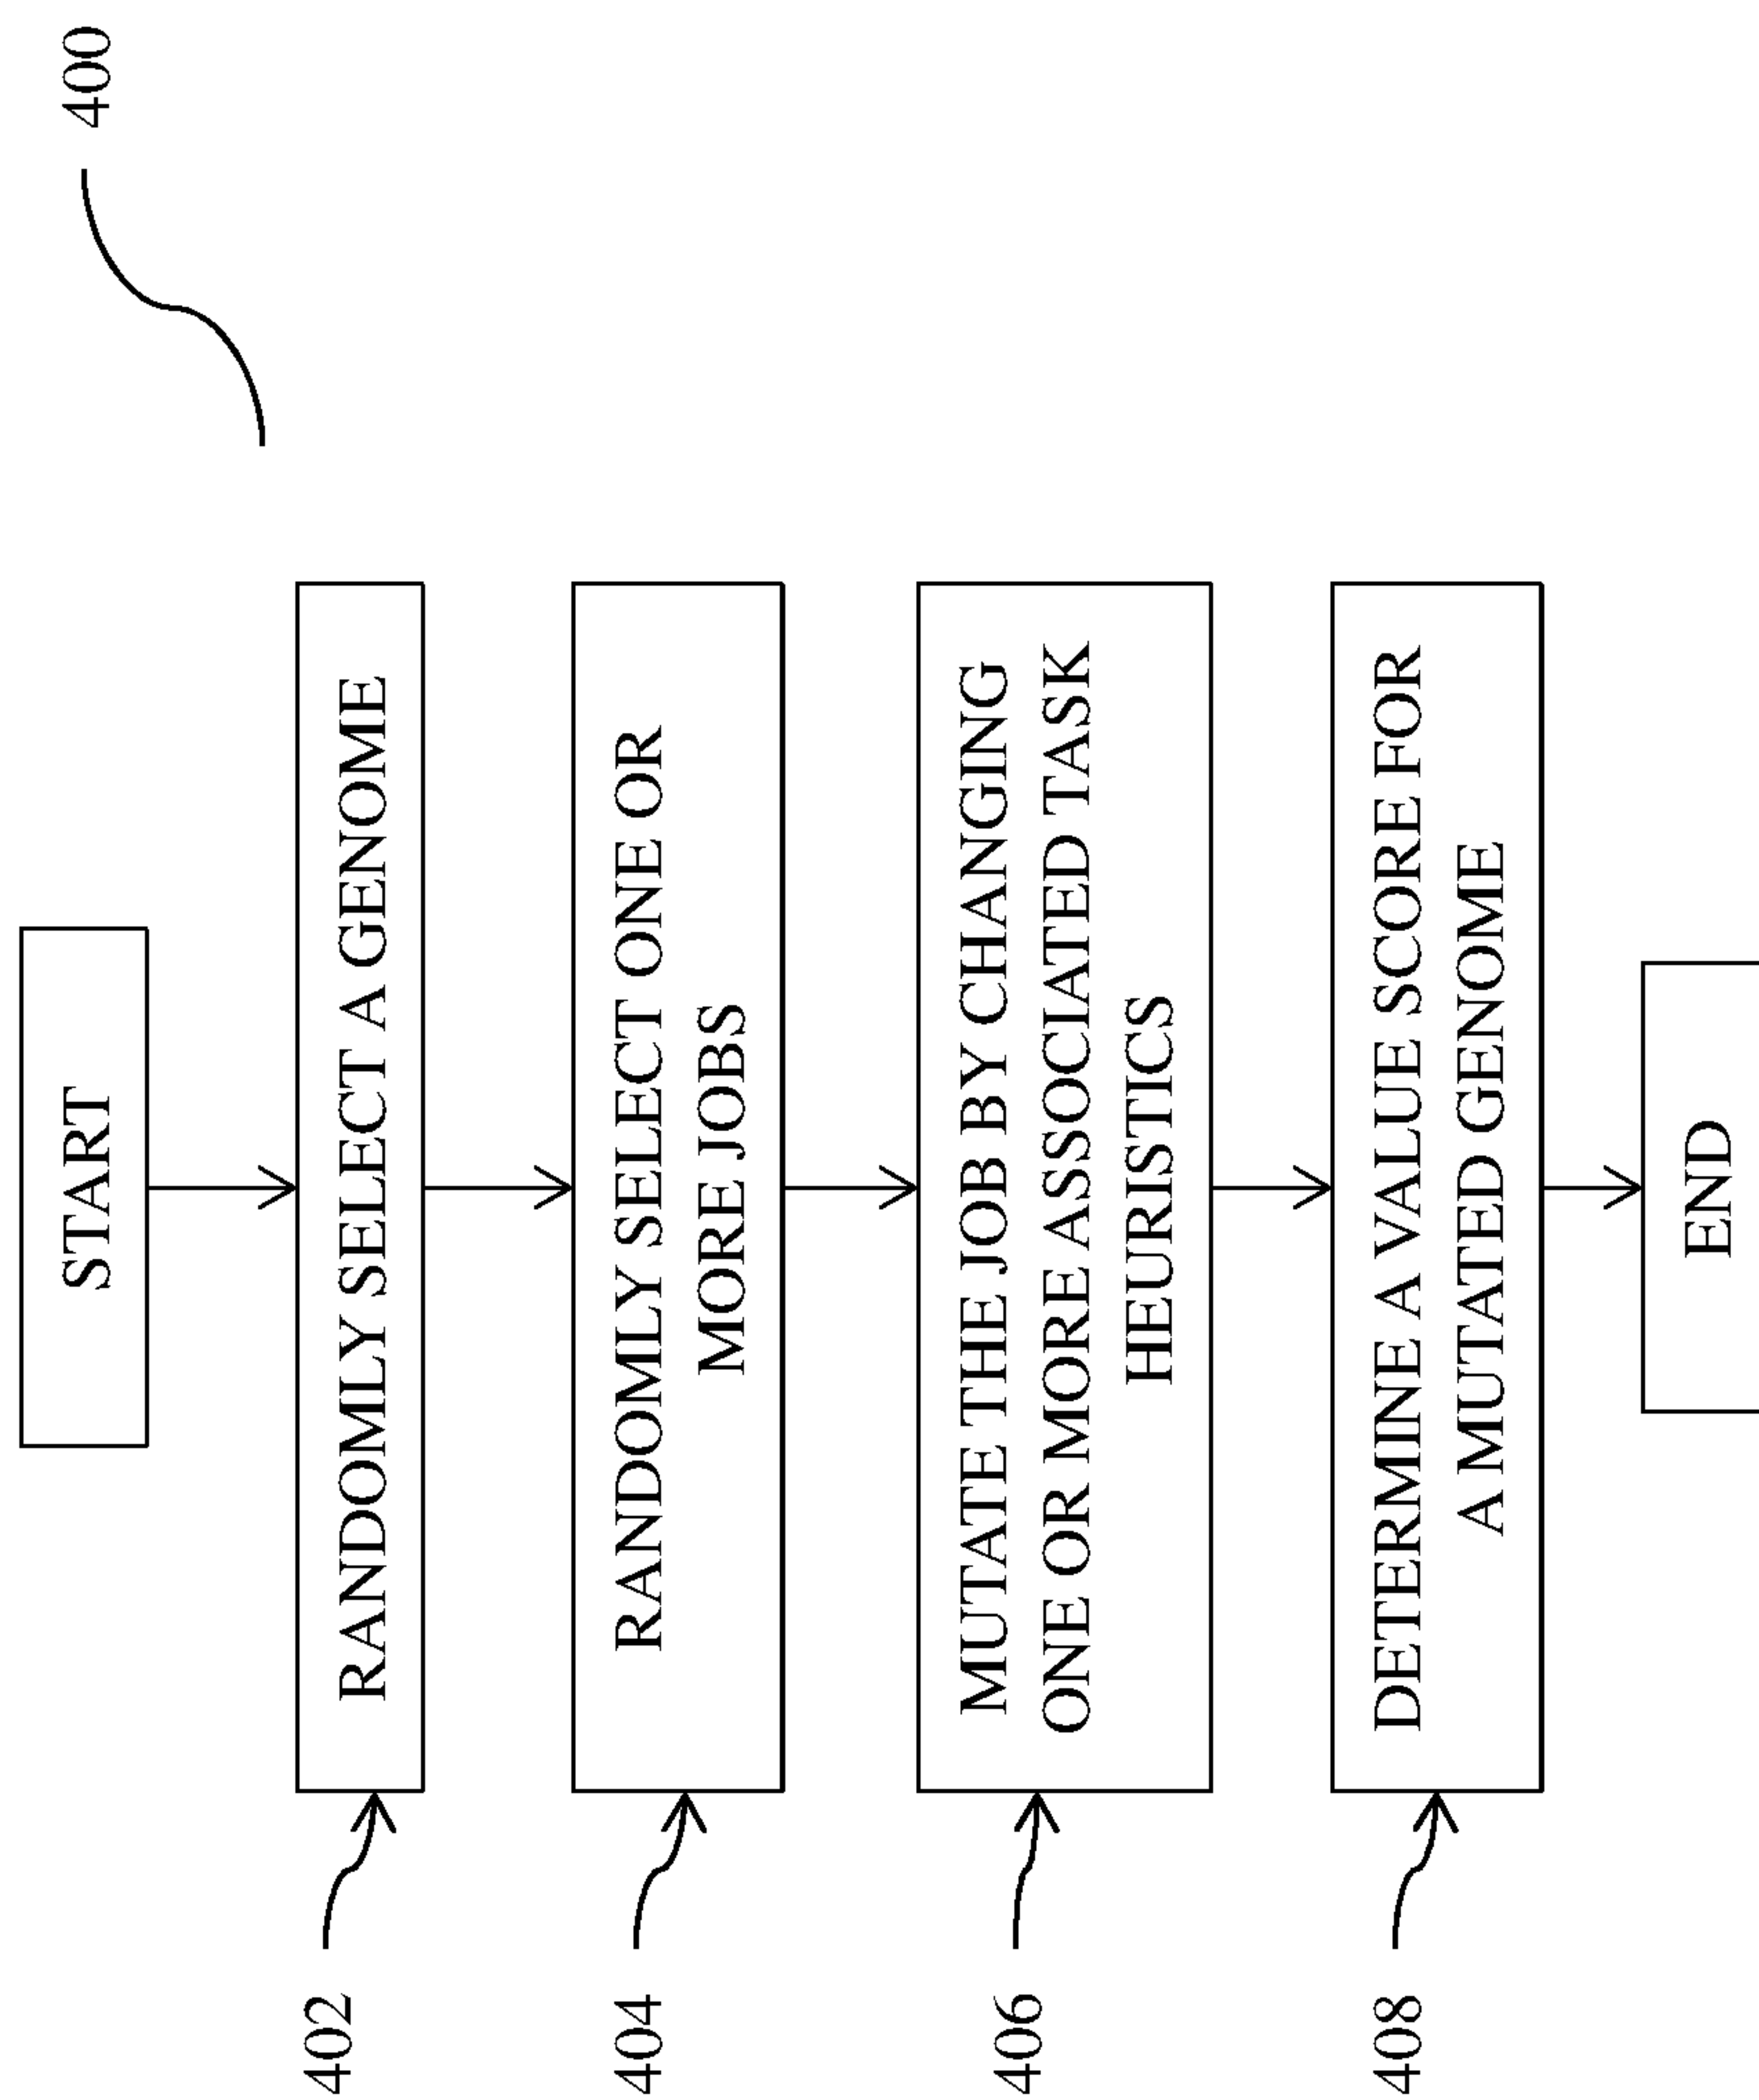 400
START
402
RANDOMLY SELECT A GENOME
404
RANDOMLY SELECT ONE OR
MORE JOBS
406
MUTATE THE JOB BY CHANGING
ONE OR MORE ASSOCIATED TASK
HEURISTICS
408
DETERMINE A VALUE SCORE FOR
A MUTATED GENOME
END